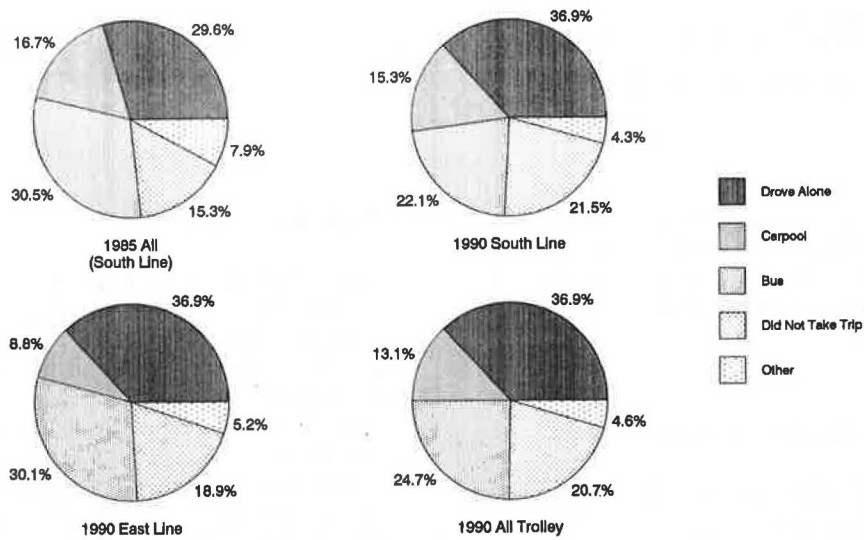 29.6%
16.7%
7.9%
30.5%
15.3%
1985 All
(South Line)
36.9%
15.3%
4.3%
22.1%
21.5%
1990 South Line
Drove Alone
Carpool
Bus
Did Not Take Trip
Other
36.9%
8.8%
5.2%
30.1%
18.9%
1990 East Line
36.9%
13.1%
4.6%
24.7%
20.7%
1990 All Trolley